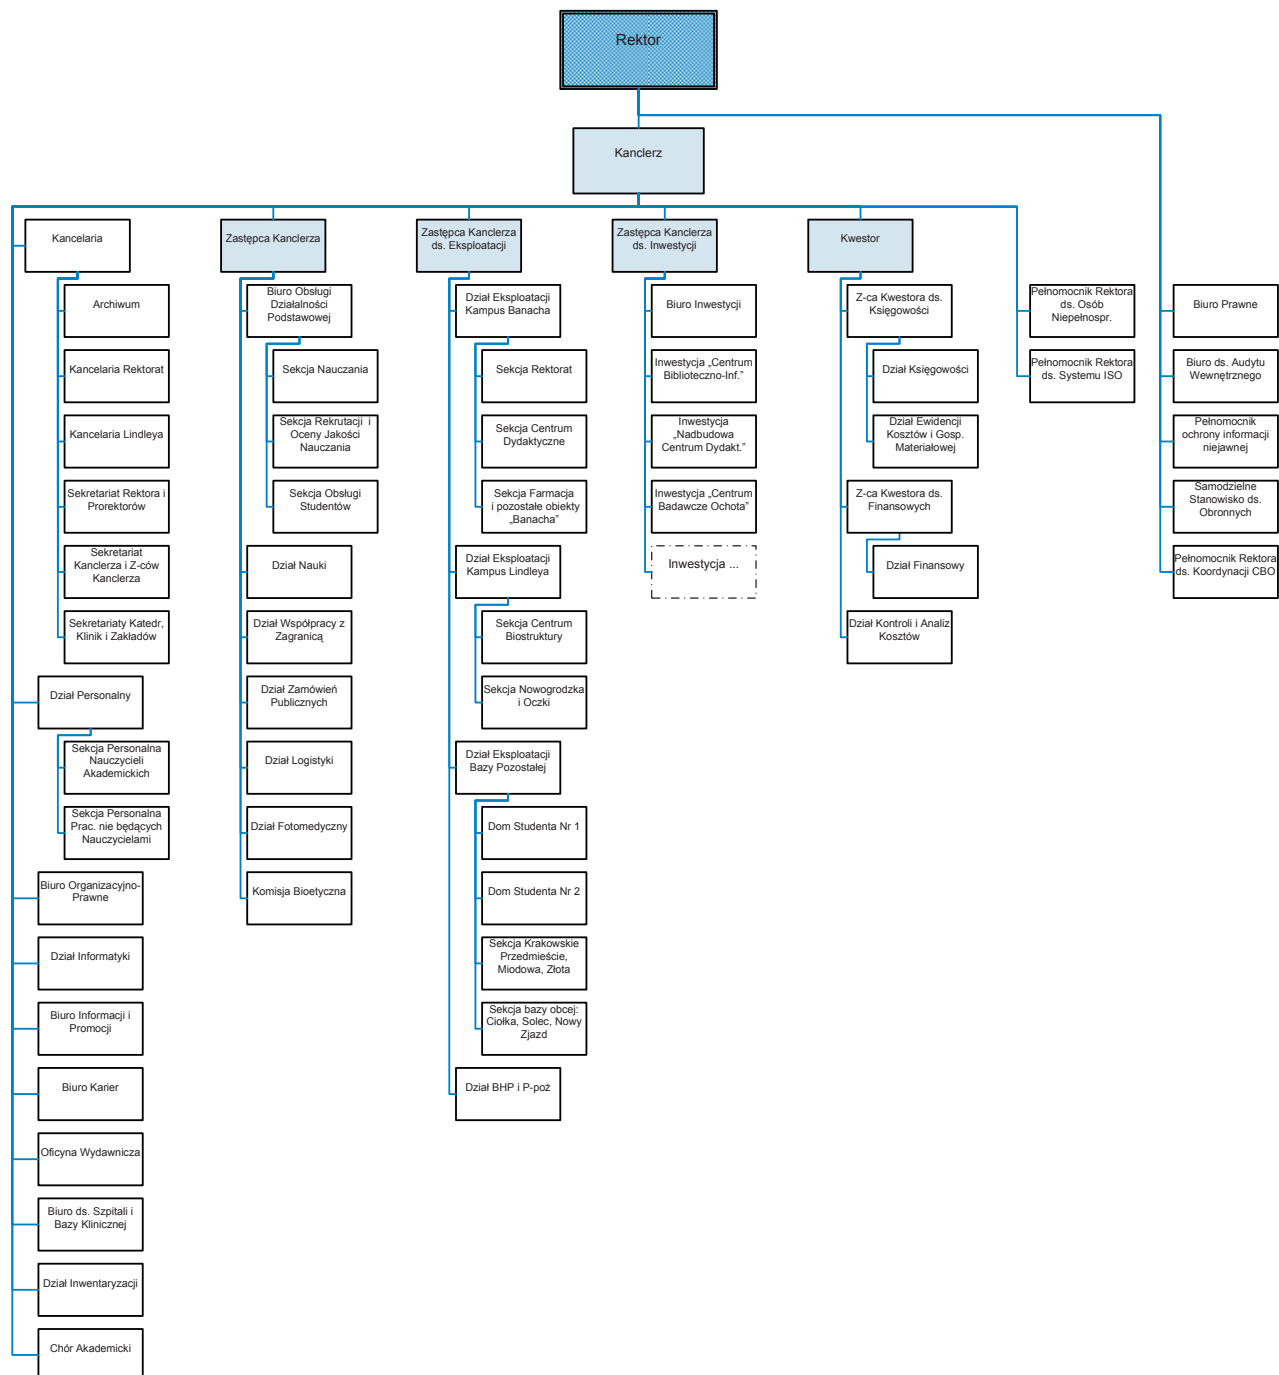 Rektor
Kanclerz
Kancelaria
Archiwum
Kancelaria Rektorat
Kancelaria Lindleya
Sekretariat Rektora i
Prorektorów
Sekretariat
Kanclerza i Z-ców
Kanclerza
Sekretariaty Katedr,
Klinik i Zakładów
Dział Personalny
Sekcja Personalna
Nauczycieli
Akademickich
Sekcja Personalna
Prac. nie będących
Nauczycielami
Biuro Organizacyjno-
Prawne
Dział Informatyki
Biuro Informacji i
Promocji
Biuro Karier
Oficyna Wydawnicza
Biuro ds. Szpitali i
Bazy Klinicznej
Dział Inwentaryzacji
Chór Akademicki
Zastępca Kanclerza
Biuro Obsługi
Działalności
Podstawowej
Sekcja Nauczania
Sekcja Rekrutacji i
Oceny Jakości
Nauczania
Sekcja Obsługi
Studentów
Dział Nauki
Dział Współpracy z
Zagranicą
Dział Zamówień
Publicznych
Dział Logistyki
Dział Fotomedyczny
Komisja Bioetyczna
Zastępca Kanclerza
ds. Eksploatacji
Dział Eksploatacji
Kampus Banacha
Sekcja Rektorat
Sekcja Centrum
Dydaktyczne
Sekcja Farmacja
i pozostałe obiekty
„Banacha”
Dział Eksploatacji
Kampus Lindleya
Sekcja Centrum
Biostruktury
Sekcja Nowogrodzka
i Oczki
Dział Eksploatacji
Bazy Pozostałej
Dom Studenta Nr 1
Dom Studenta Nr 2
Sekcja Krakowskie
Przedmieście,
Miodowa, Złota
Sekcja bazy obcej:
Ciołka, Solec, Nowy
Zjazd
Dział BHP i P-poż
Zastępca Kanclerza
ds. Inwestycji
Biuro Inwestycji
Inwestycja „Centrum
Biblioteczno-Inf.”
Inwestycja
„Nadbudowa
Centrum Dydakt.”
Inwestycja „Centrum
Badawcze Ochota”
Inwestycja ...
Kwestor
Z-ca Kwestora ds.
Księgowości
Dział Księgowości
Dział Ewidencji
Kosztów i Gosp.
Materiałowej
Z-ca Kwestora ds.
Finansowych
Dział Finansowy
Dział Kontroli i Analiz
Kosztów
Pełnomocnik Rektora
ds. Osób
Niepełnospr.
Pełnomocnik Rektora
ds. Systemu ISO
Biuro Prawne
Biuro ds. Audytu
Wewnętrznego
Pełnomocnik
ochrony informacji
niejawnej
Samodzielne
Stanowisko ds.
Obronnych
Pełnomocnik Rektora
ds. Koordynacji CBO